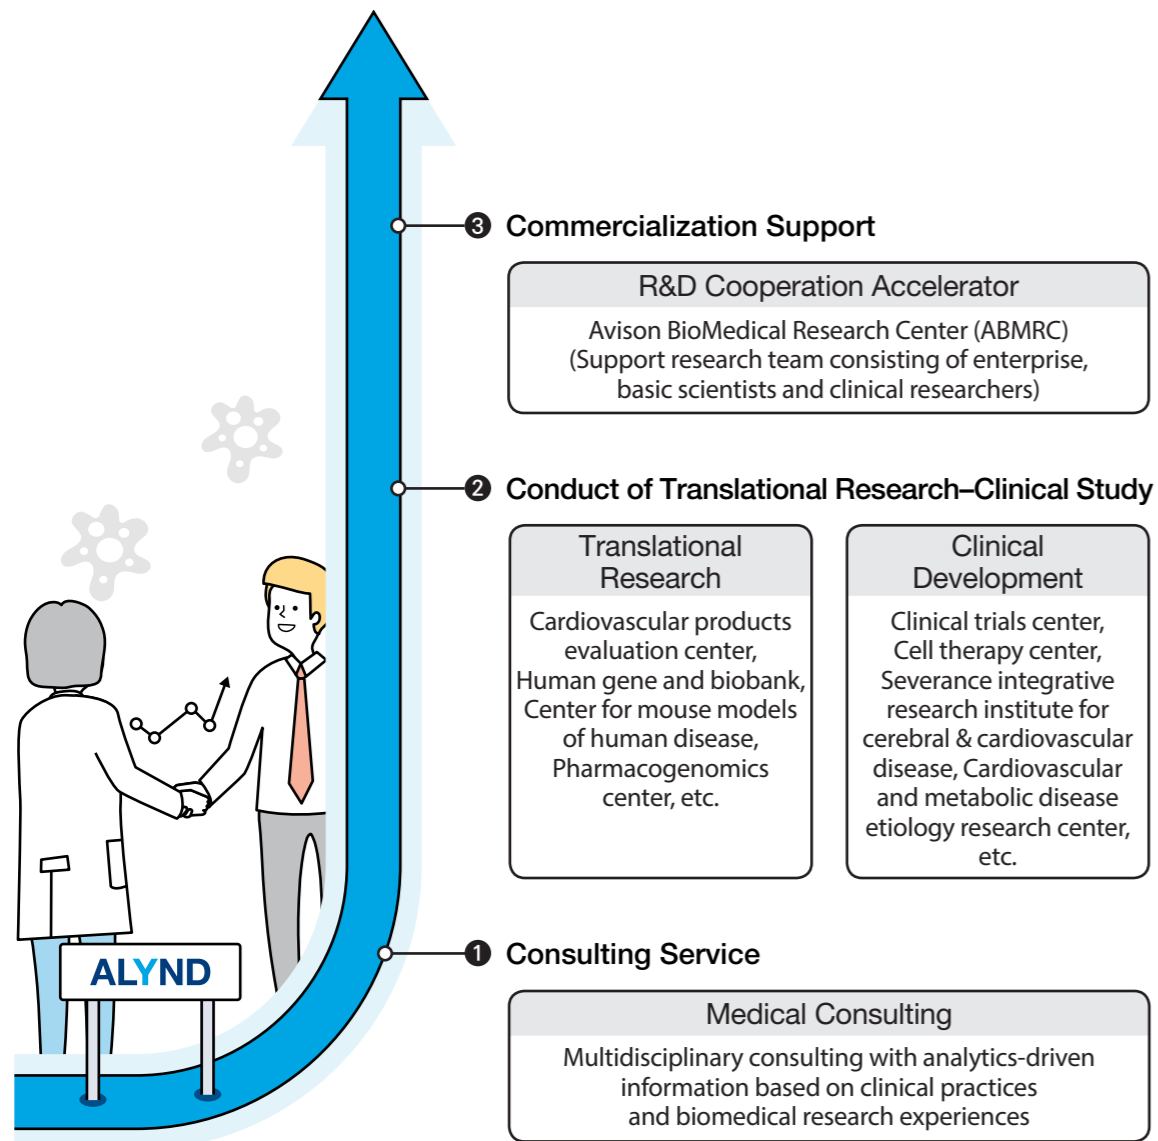 3 Commercialization Support
R&D Cooperation Accelerator
Avison BioMedical Research Center (ABMRC)
(Support research team consisting of enterprise,
basic scientists and clinical researchers)
2 Conduct of Translational Research–Clinical Study
Translational
Research
Cardiovascular products
evaluation center,
Human gene and biobank,
Center for mouse models
of human disease,
Pharmacogenomics
center, etc.
Clinical
Development
Clinical trials center,
Cell therapy center,
Severance integrative
research institute for
cerebral & cardiovascular
disease, Cardiovascular
and metabolic disease
etiology research center,
etc.
1 Consulting Service
Medical Consulting
Multidisciplinary consulting with analytics-driven
information based on clinical practices
and biomedical research experiences
ALYND